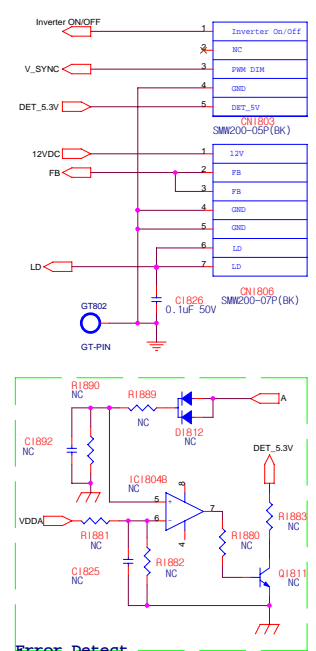 Inverter ON/OFF
1 Inverter On/Off
2 NC
V_SYNC 3 PWM DIM
4 GND
DET_5.3V 5 DET_5V
CN1803
SMW200-05P(BK)
12VDC 1 12V
FB 2 FB
3 FB
4 GND
5 GND
6 LD
LD 7 LD
CN1806
SMW200-07P(BK)
C1826
0.1uF 50V
GT802
GT-PIN
R1890
NC
R1889
NC
D1812
NC
A
C1892
NC
DET_5.3V
IC1804B
NC
8
5
+
7
6
-
4
VDDA
R1881
NC
R1880
NC
R1883
NC
C1825
NC
R1882
NC
Q1811
NC
Error Detect